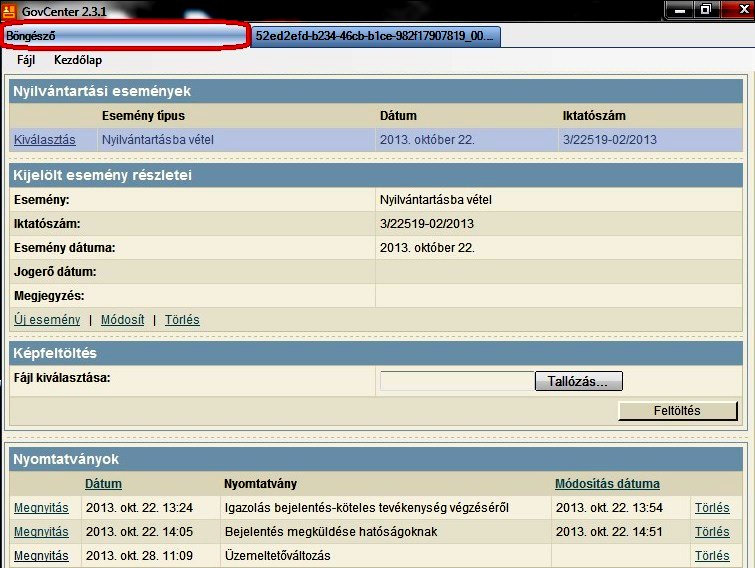 GovCenter 2.3.1
Böngésző 52ed2efd-b234-46cb-b1ce-982f17907819_00...
Fájl Kezdőlap
Nyilvántartási események
Esemény típus Dátum Iktatószám
Kiválasztás Nyilvántartásba vétel 2013. október 22. 3/22519-02/2013
Kijelölt esemény részletei
Esemény: Nyilvántartásba vétel
Iktatószám: 3/22519-02/2013
Esemény dátuma: 2013. október 22.
Jogerő dátum:
Megjegyzés:
Új esemény | Módosít | Törlés
Képfeltöltés
Fájl kiválasztása: Tallózás...
Feltöltés
Nyomtatványok
Dátum Nyomtatvány Módosítás dátuma
Megnyitás 2013. okt. 22. 13:24 Igazolás bejelentés-köteles tevékenység végzéséről 2013. okt. 22. 13:54 Törlés
Megnyitás 2013. okt. 22. 14:05 Bejelentés megküldése hatóságoknak 2013. okt. 22. 14:51 Törlés
Megnyitás 2013. okt. 28. 11:09 Üzemeltetőváltozás Törlés